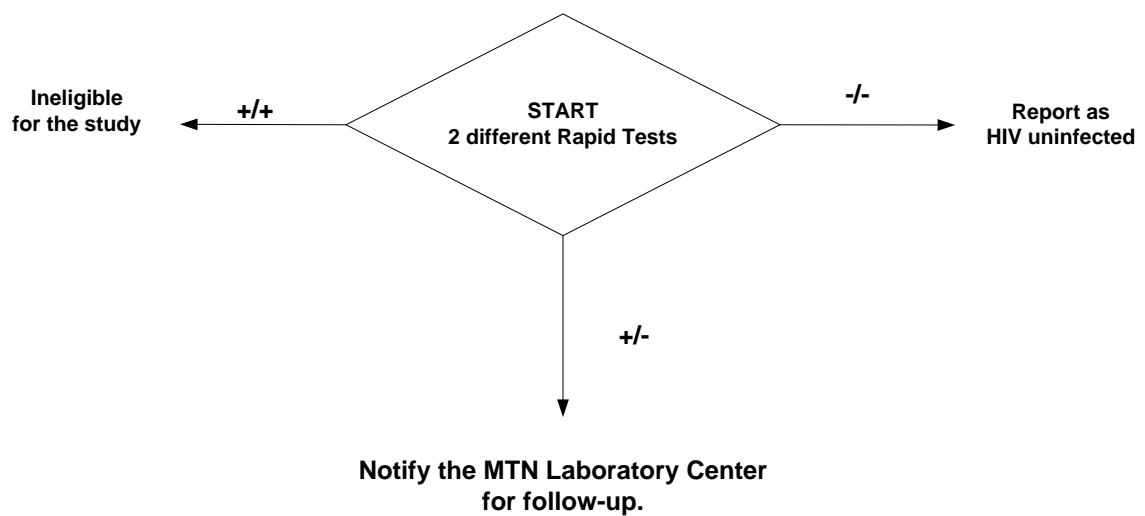 START
2 different Rapid Tests
+/+
Ineligible
for the study
-/-
Report as
HIV uninfected
+/-
Notify the MTN Laboratory Center
for follow-up.